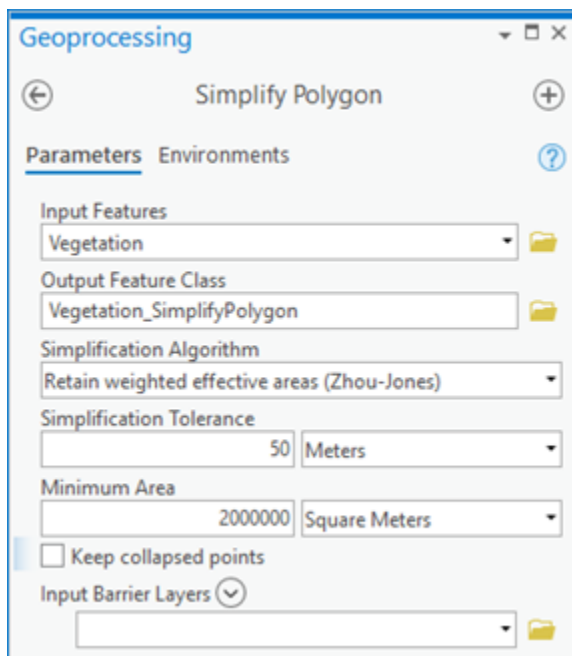 Geoprocessing
Simplify Polygon
Parameters Environments
Input Features
Vegetation
Output Feature Class
Vegetation_SimplifyPolygon
Simplification Algorithm
Retain weighted effective areas (Zhou-Jones)
Simplification Tolerance
50 Meters
Minimum Area
2000000 Square Meters
Keep collapsed points
Input Barrier Layers